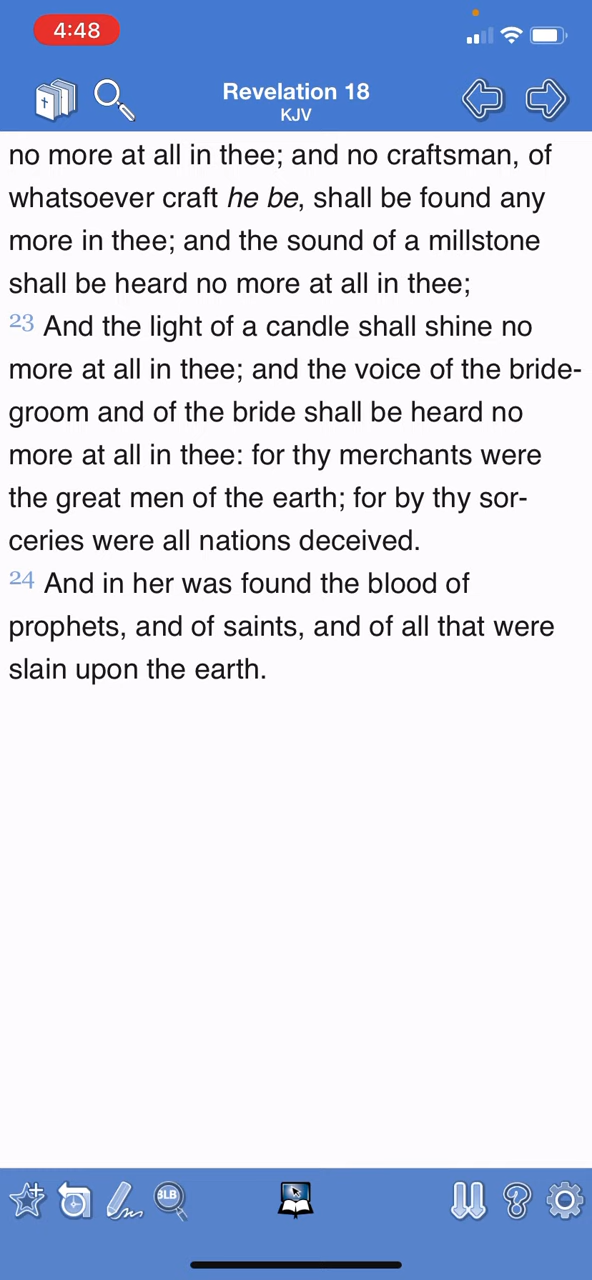 4:48
Revelation 18
KJV
no more at all in thee; and no craftsman, of
whatsoever craft he be, shall be found any
more in thee; and the sound of a millstone
shall be heard no more at all in thee;
23 And the light of a candle shall shine no
more at all in thee; and the voice of the bride-
groom and of the bride shall be heard no
more at all in thee: for thy merchants were
the great men of the earth; for by thy sor-
ceries were all nations deceived.
24 And in her was found the blood of
prophets, and of saints, and of all that were
slain upon the earth.
BLB